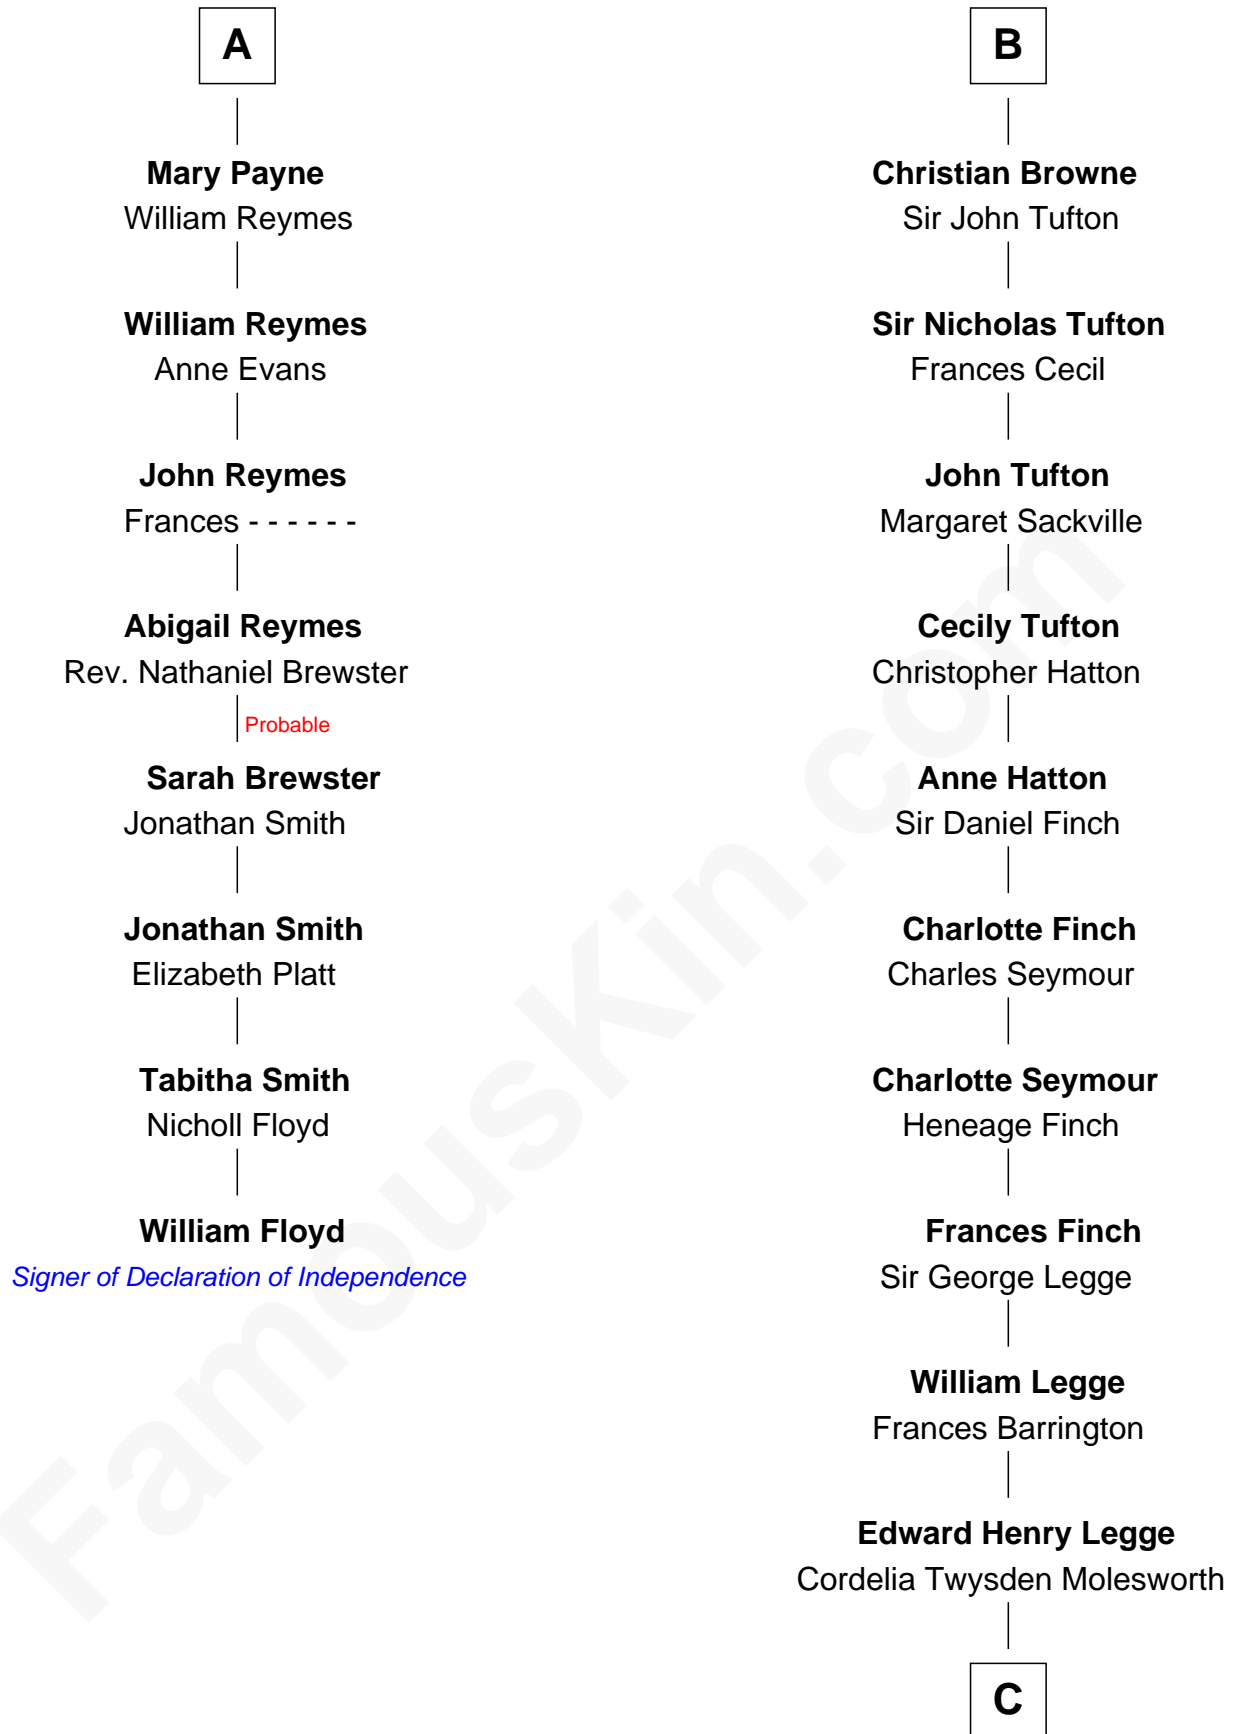 A
Mary Payne
William Reymes
William Reymes
Anne Evans
John Reymes
Frances - - - - - -
Abigail Reymes
Rev. Nathaniel Brewster
Probable
Sarah Brewster
Jonathan Smith
Jonathan Smith
Elizabeth Platt
Tabitha Smith
Nicholl Floyd
William Floyd
Signer of Declaration of Independence
B
Christian Browne
Sir John Tufton
Sir Nicholas Tufton
Frances Cecil
John Tufton
Margaret Sackville
Cecily Tufton
Christopher Hatton
Anne Hatton
Sir Daniel Finch
Charlotte Finch
Charles Seymour
Charlotte Seymour
Heneage Finch
Frances Finch
Sir George Legge
William Legge
Frances Barrington
Edward Henry Legge
Cordelia Twysden Molesworth
C
FamousKin.com